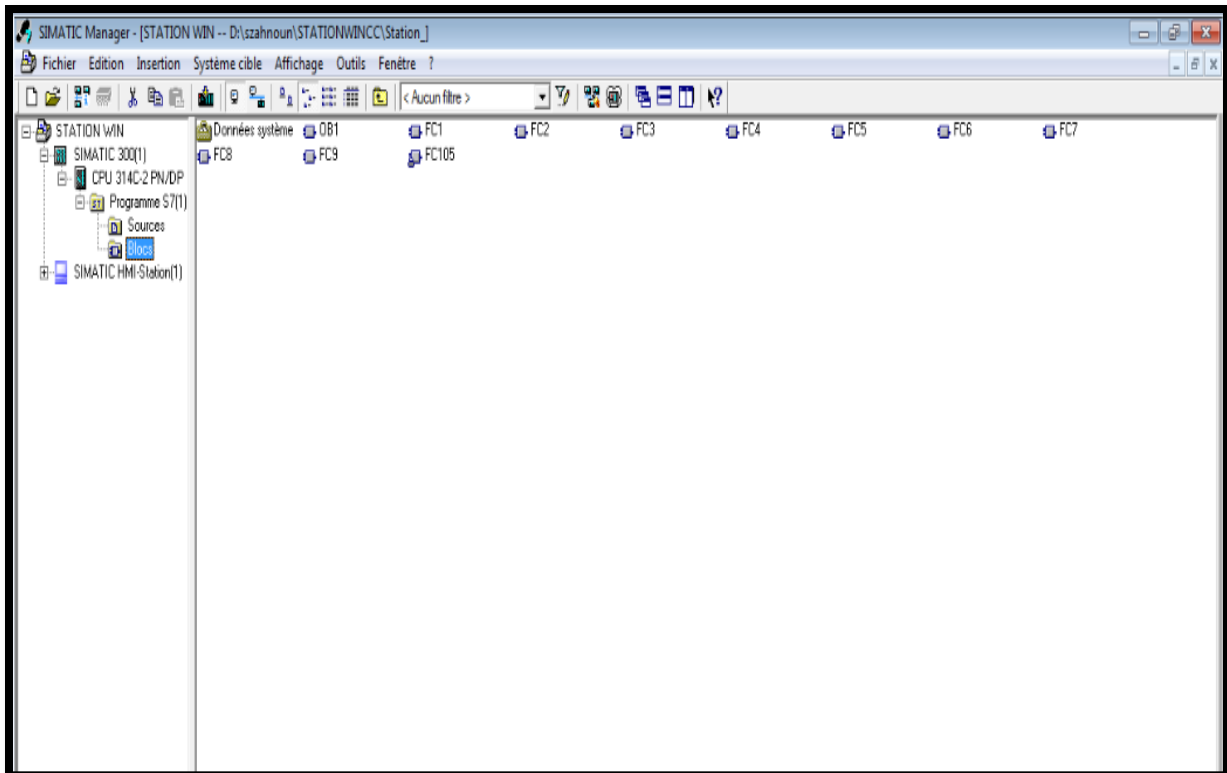 SIMATIC Manager - [STATION WIN -- D:\szahnoun\STATIONWINCC\Station_]
Fichier Edition Insertion Système cible Affichage Outils Fenêtre ?
< Aucun filtre >
STATION WIN
SIMATIC 300(1)
CPU 314C-2 PN/DP
Programme S7(1)
Sources
Blocs
SIMATIC HMI-Station(1)
Données système OB1 FC1 FC2 FC3 FC4 FC5 FC6 FC7
FC8 FC9 FC105